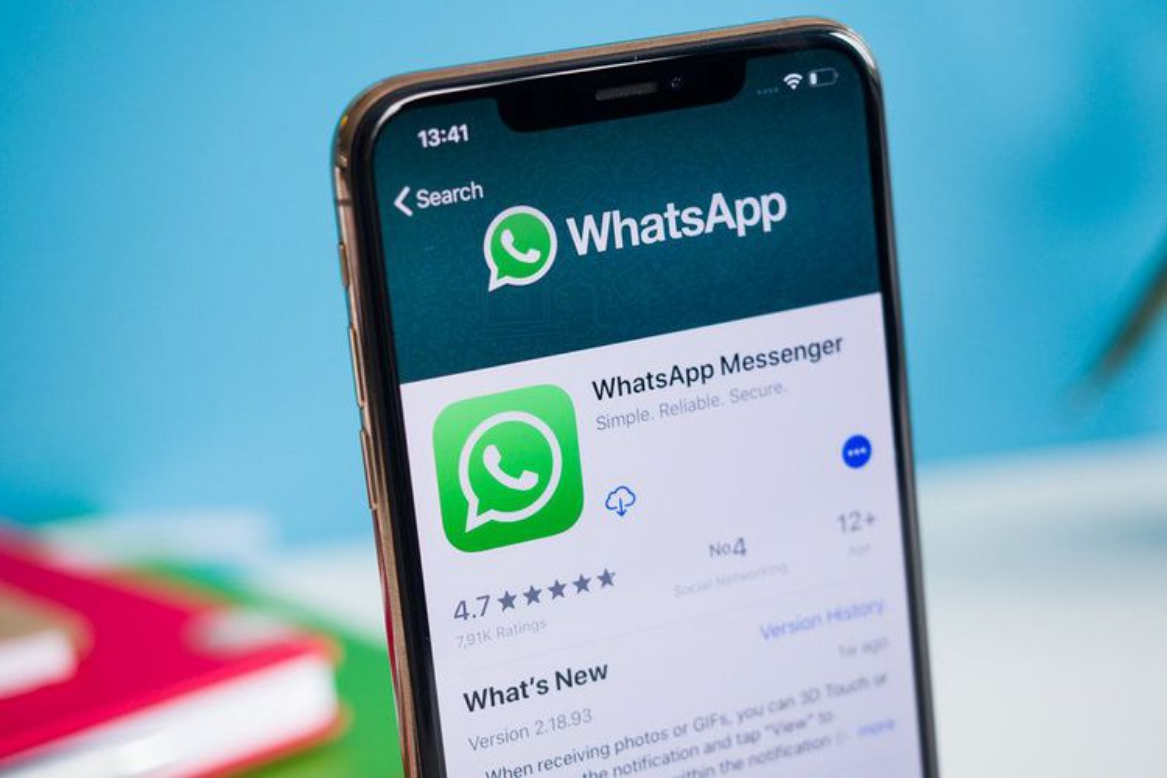 13:41
Search
WhatsApp
WhatsApp Messenger
Simple. Reliable. Secure.
4.7
No4
12+
7,91K Ratings
Social Networking
Age
What's New
Version History
Version 2.18.93
1w ago
When receiving photos or GIFs, you can 3D Touch or
the notification and tap "View" to
within the notification
more